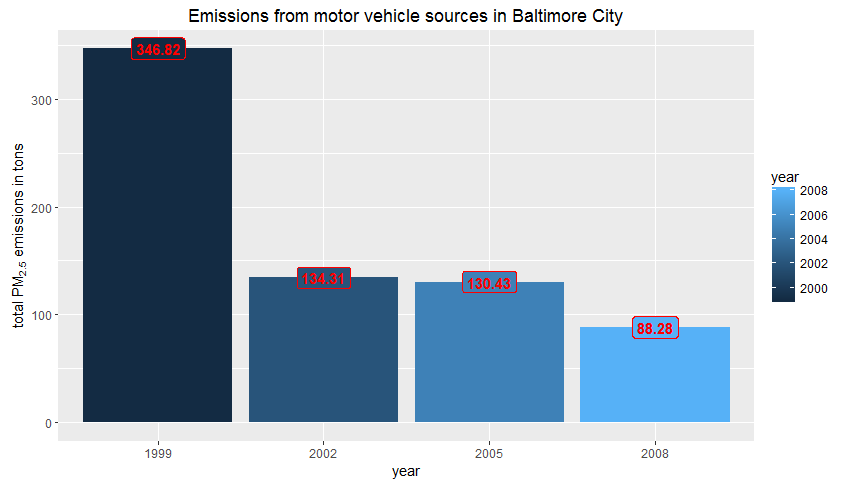 Emissions from motor vehicle sources in Baltimore City
total PM2.5 emissions in tons
300
200
100
0
346.82
134.31
130.43
88.28
1999 2002 2005 2008
year
year
2008
2006
2004
2002
2000